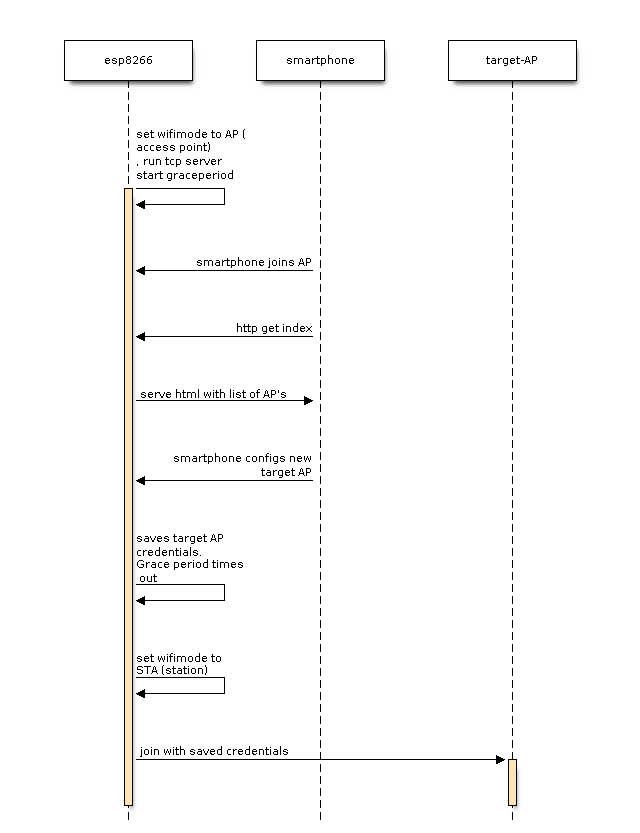 esp8266
smartphone
target-AP
set wifimode to AP (
access point)
, run tcp server
start graceperiod
smartphone joins AP
http get index
serve html with list of AP's
smartphone configs new
target AP
saves target AP
credentials.
Grace period times
out
set wifimode to
STA (station)
join with saved credentials